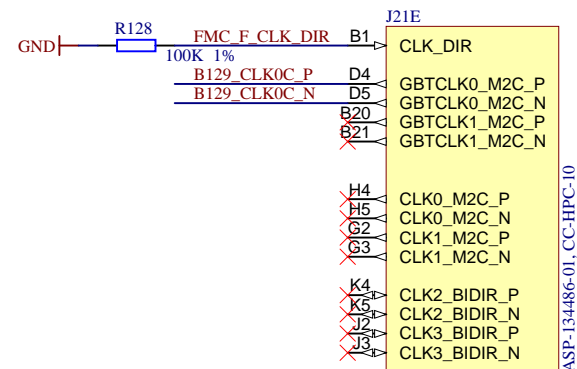 J21E
R128
FMC_F_CLK_DIR B1 CLK_DIR
GND
100K 1%
B129_CLK0C_P D4 GBTCLK0_M2C_P
B129_CLK0C_N D5 GBTCLK0_M2C_N
B20 GBTCLK1_M2C_P
B21 GBTCLK1_M2C_N
H4 CLK0_M2C_P
H5 CLK0_M2C_N
G2 CLK1_M2C_P
G3 CLK1_M2C_N
K4 CLK2_BIDIR_P
K5 CLK2_BIDIR_N
J2 CLK3_BIDIR_P
J3 CLK3_BIDIR_N
ASP-134486-01, CC-HPC-10